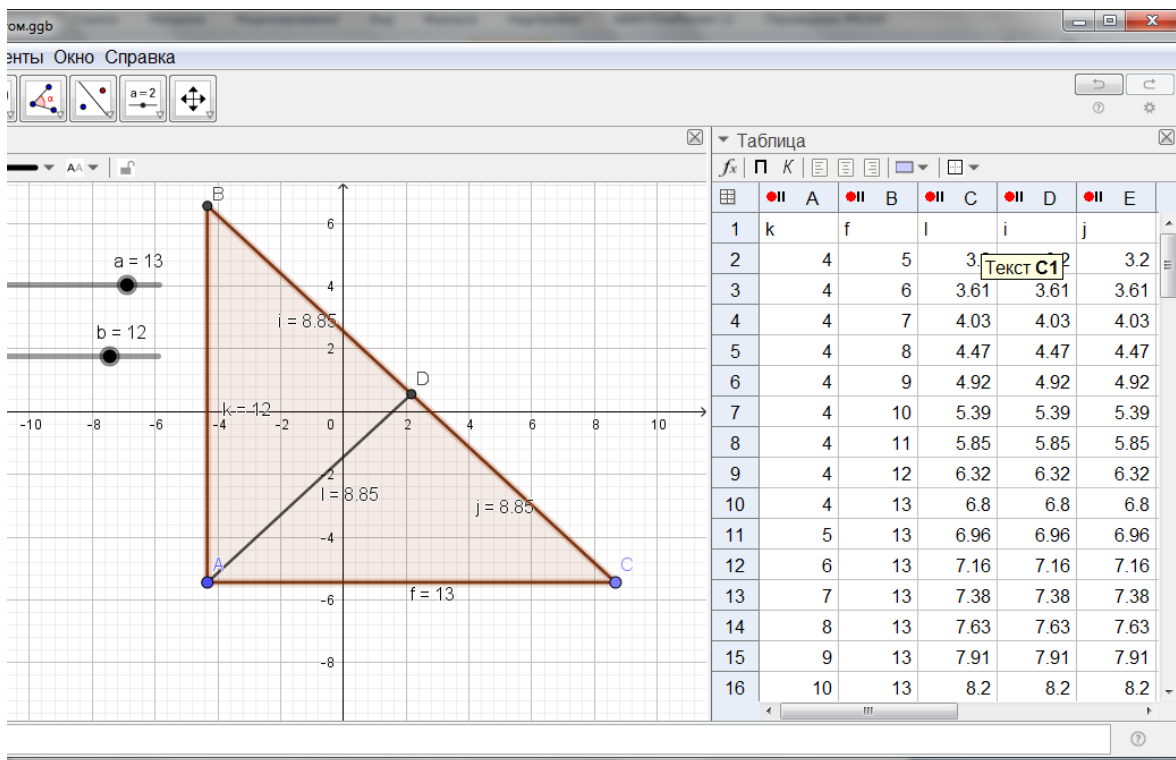 ом.ggb
енты Окно Справка
a = 2
α
Таблица
AA
fx П К
A B C D E
1 k f l i j
2 4 5 3. 2 3.2
Текст C1
3 4 6 3.61 3.61 3.61
4 4 7 4.03 4.03 4.03
5 4 8 4.47 4.47 4.47
6 4 9 4.92 4.92 4.92
7 4 10 5.39 5.39 5.39
8 4 11 5.85 5.85 5.85
9 4 12 6.32 6.32 6.32
10 4 13 6.8 6.8 6.8
11 5 13 6.96 6.96 6.96
12 6 13 7.16 7.16 7.16
13 7 13 7.38 7.38 7.38
14 8 13 7.63 7.63 7.63
15 9 13 7.91 7.91 7.91
16 10 13 8.2 8.2 8.2
B
6
a = 13
4
i = 8.85
b = 12
2
D
k = 12
-10 -8 -6 -4 -2 0 2 4 6 8 10
-2
l = 8.85
j = 8.85
-4
A
C
f = 13
-6
-8